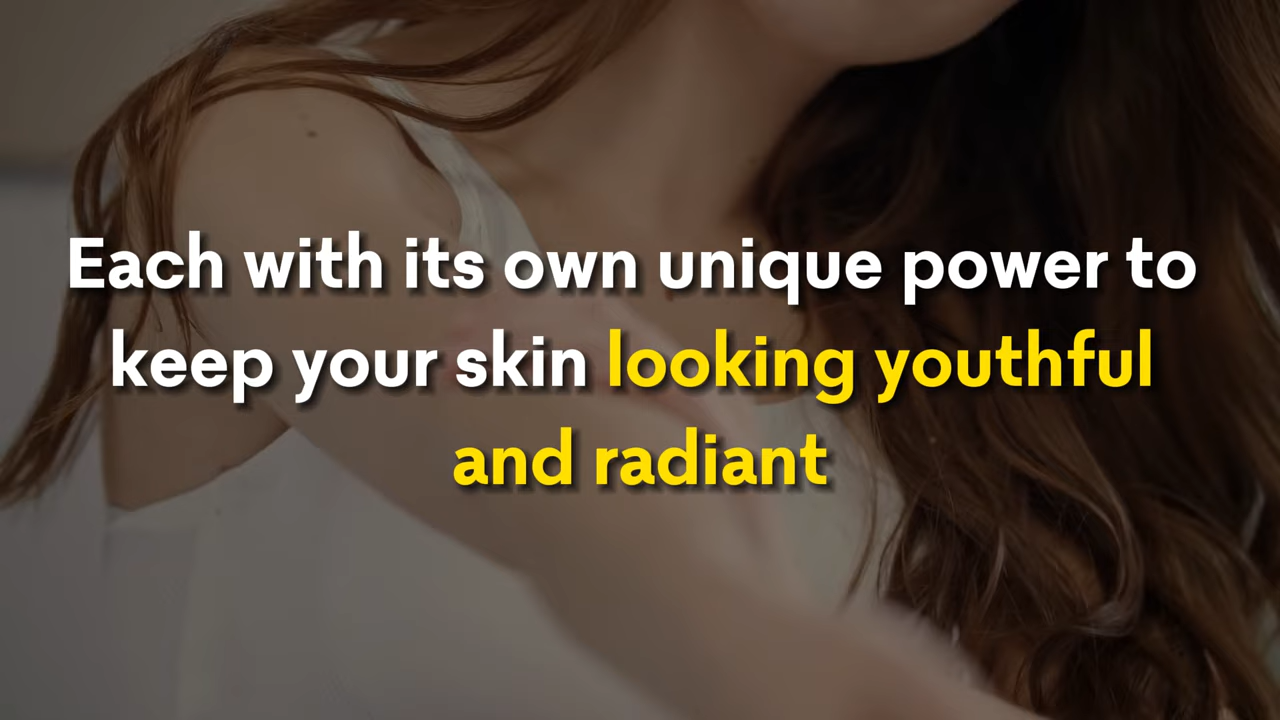 Each with its own unique power to
keep your skin looking youthful
and radiant